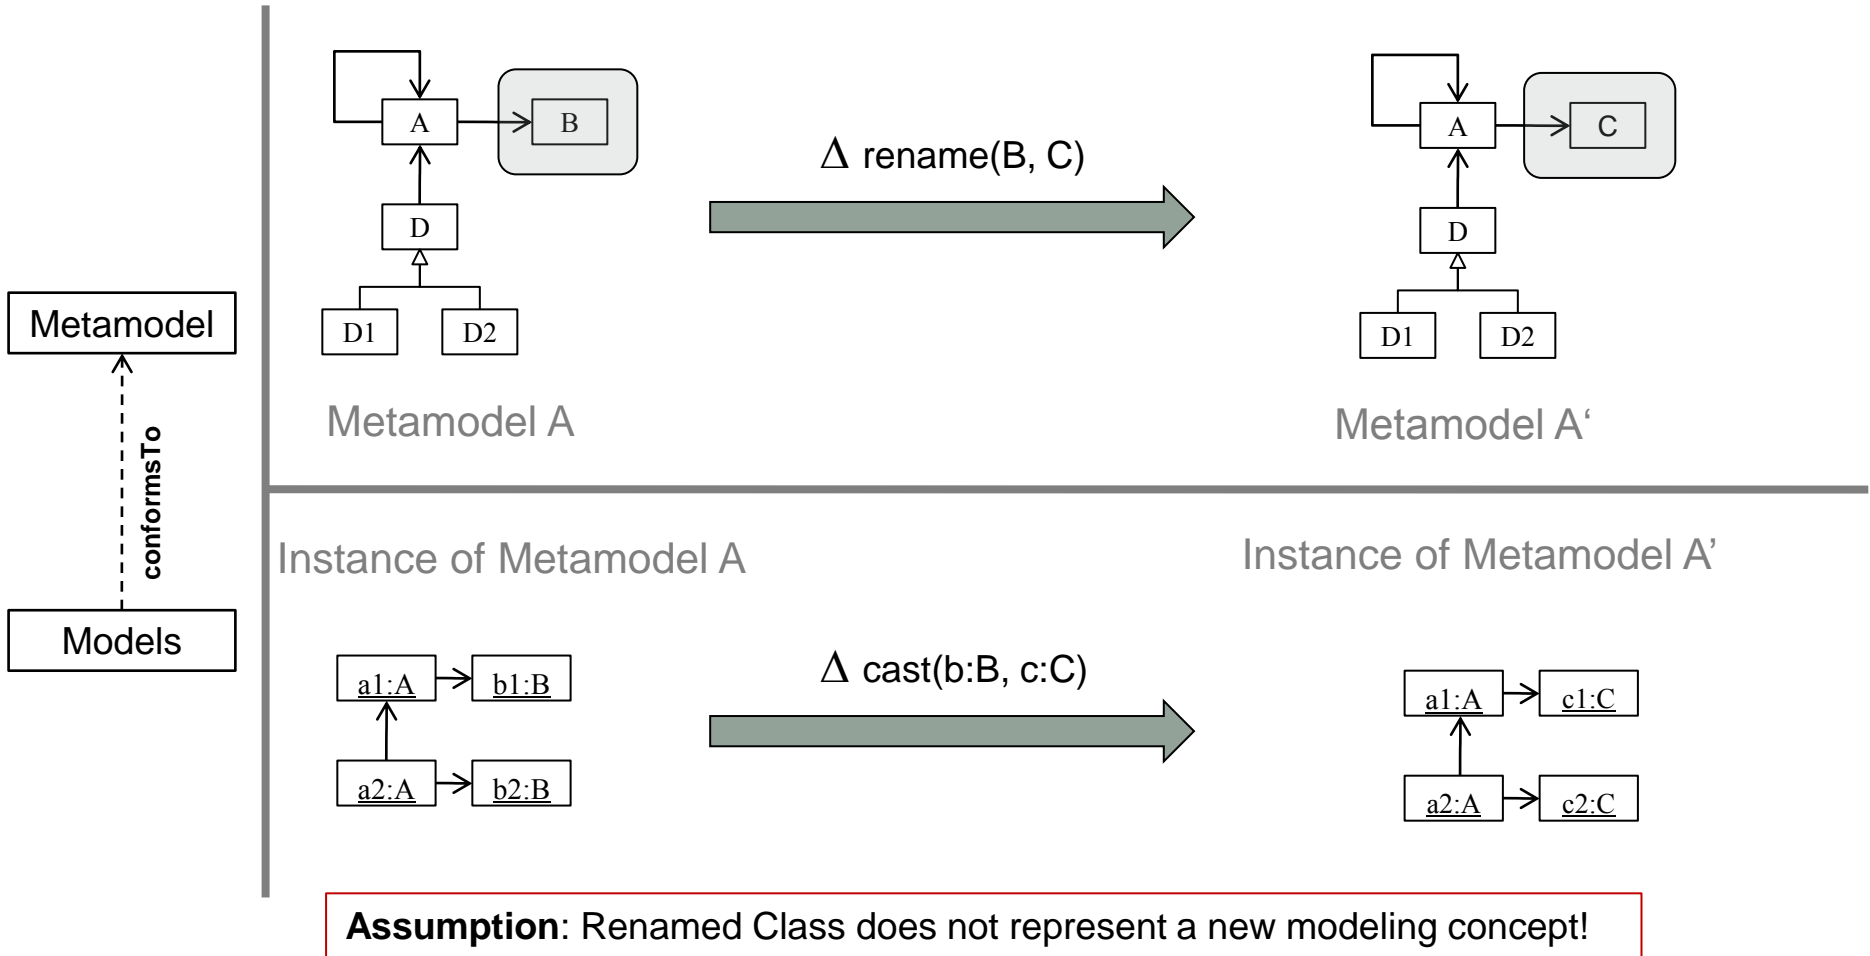 A
B
D
D1
D2
Metamodel A
Δ rename(B, C)
A
C
D
D1
D2
Metamodel A‘
Metamodel
conformsTo
Models
Instance of Metamodel A
a1:A
b1:B
a2:A
b2:B
Δ cast(b:B, c:C)
Instance of Metamodel A’
a1:A
c1:C
a2:A
c2:C
Assumption: Renamed Class does not represent a new modeling concept!